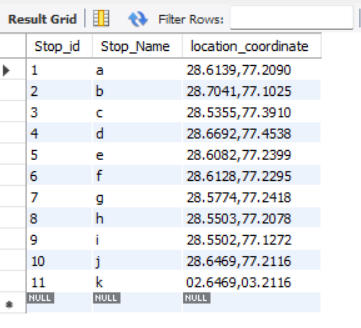 Result Grid Filter Rows:
Stop_id Stop_Name location_coordinate
1 a 28.6139,77.2090
2 b 28.7041,77.1025
3 c 28.5355,77.3910
4 d 28.6692,77.4538
5 e 28.6082,77.2399
6 f 28.6128,77.2295
7 g 28.5774,77.2418
8 h 28.5503,77.2078
9 i 28.5502,77.1272
10 j 28.6469,77.2116
11 k 02.6469,03.2116
NULL NULL NULL